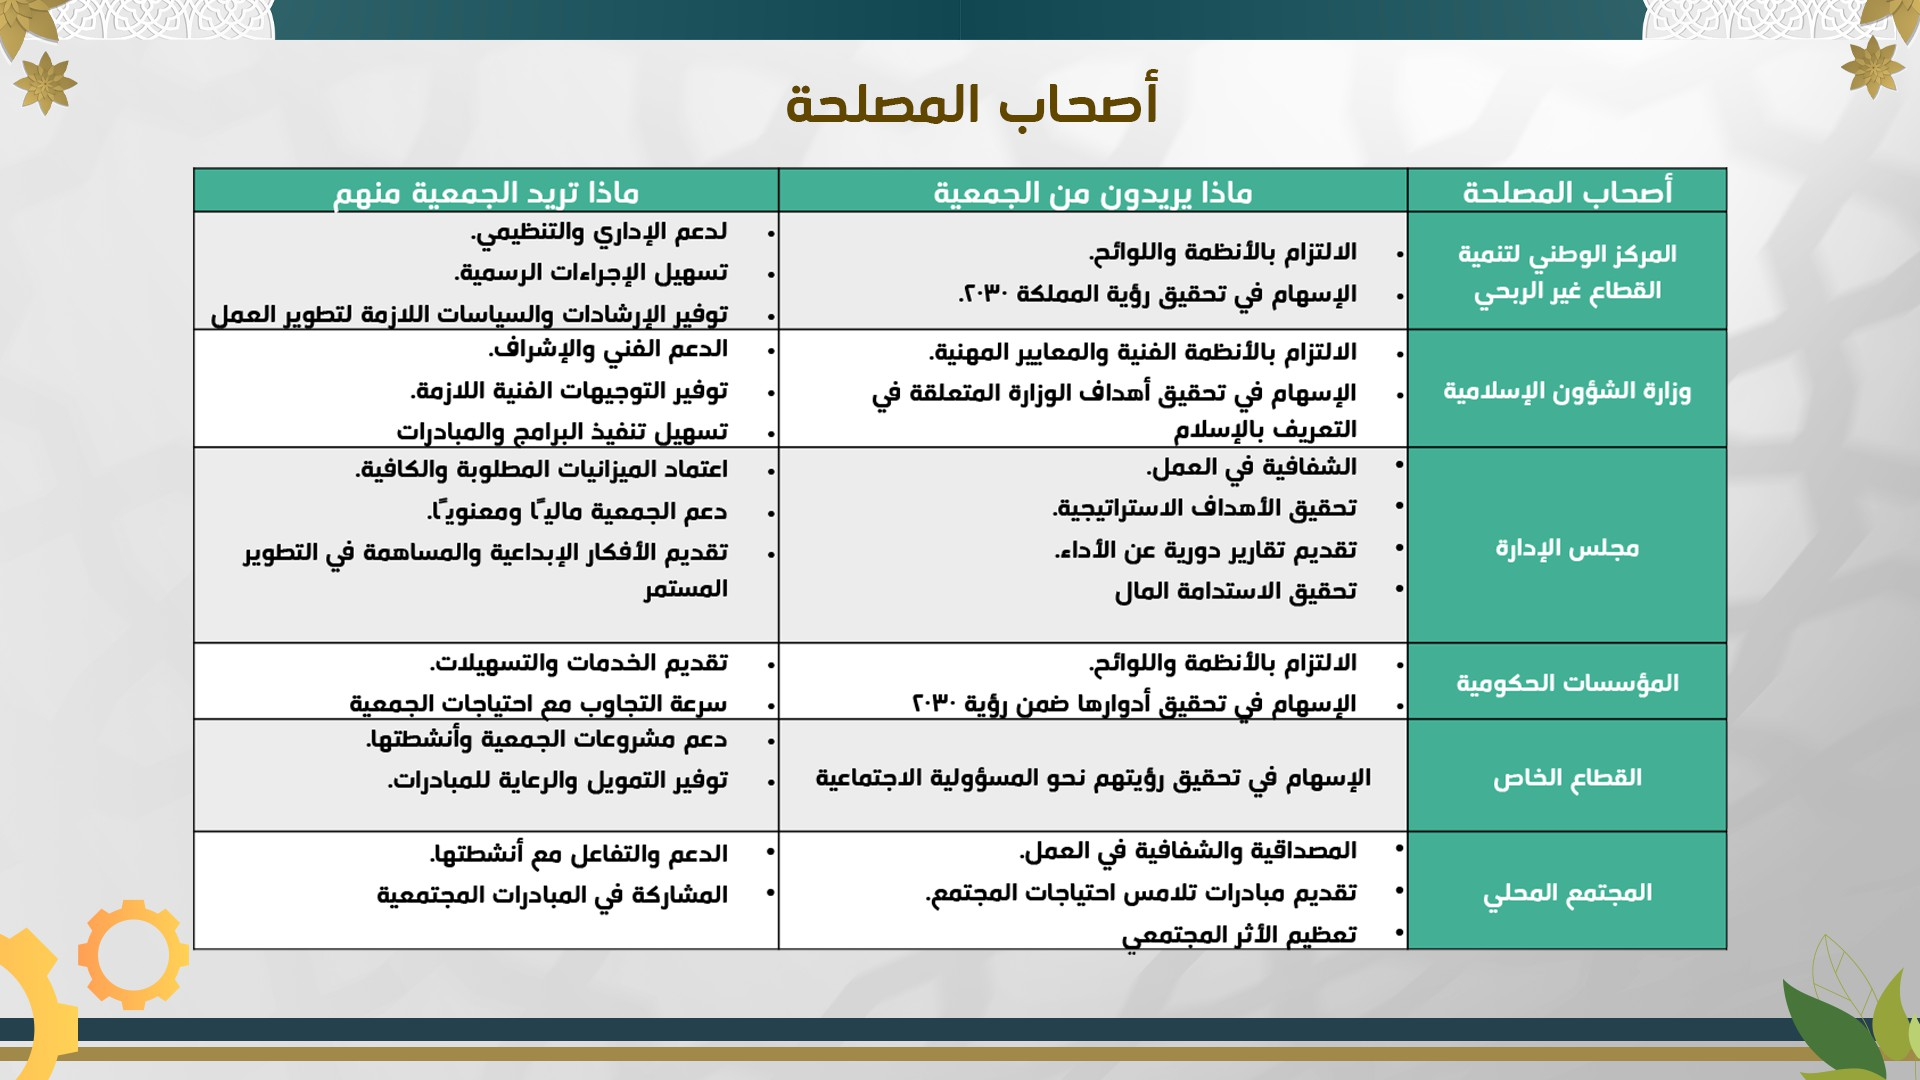 أصحاب المصلحة
أصحاب المصلحة
ماذا يريدون من الجمعية
ماذا تريد الجمعية منهم
المركز الوطني لتنمية
القطاع غير الربحي
الالتزام بالأنظمة واللوائح.
الإسهام في تحقيق رؤية المملكة ٢٠٣٠.
لدعم الإداري والتنظيمي.
تسهيل الإجراءات الرسمية.
توفير الإرشادات والسياسات اللازمة لتطوير العمل
وزارة الشؤون الإسلامية
الالتزام بالأنظمة الفنية والمعايير المهنية.
الإسهام في تحقيق أهداف الوزارة المتعلقة في
التعريف بالإسلام
الدعم الفني والإشراف.
توفير التوجيهات الفنية اللازمة.
تسهيل تنفيذ البرامج والمبادرات
مجلس الإدارة
الشفافية في العمل.
تحقيق الأهداف الاستراتيجية.
تقديم تقارير دورية عن الأداء.
تحقيق الاستدامة المال
اعتماد الميزانيات المطلوبة والكافية.
دعم الجمعية ماليًا ومعنويًا.
تقديم الأفكار الإبداعية والمساهمة في التطوير
المستمر
المؤسسات الحكومية
الالتزام بالأنظمة واللوائح.
الإسهام في تحقيق أدوارها ضمن رؤية ٢٠٣٠
تقديم الخدمات والتسهيلات.
سرعة التجاوب مع احتياجات الجمعية
القطاع الخاص
الإسهام في تحقيق رؤيتهم نحو المسؤولية الاجتماعية
دعم مشروعات الجمعية وأنشطتها.
توفير التمويل والرعاية للمبادرات.
المجتمع المحلي
المصداقية والشفافية في العمل.
تقديم مبادرات تلامس احتياجات المجتمع.
تعظيم الأثر المجتمعي
الدعم والتفاعل مع أنشطتها.
المشاركة في المبادرات المجتمعية